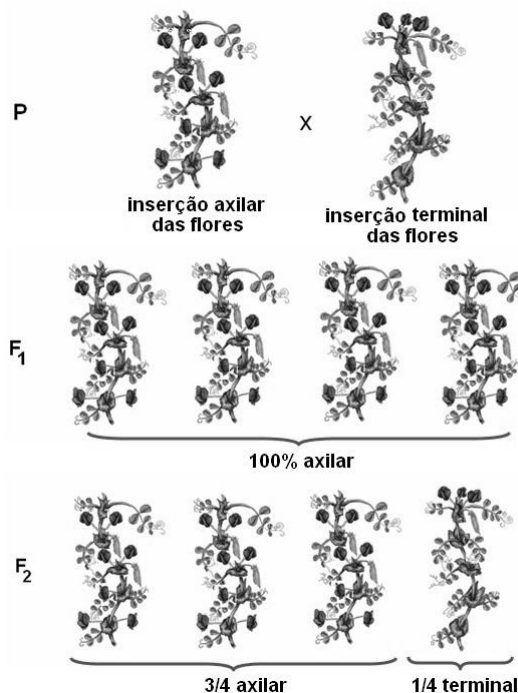 P
X
inserção axilar
das flores
inserção terminal
das flores
F1
100% axilar
F2
3/4 axilar
1/4 terminal